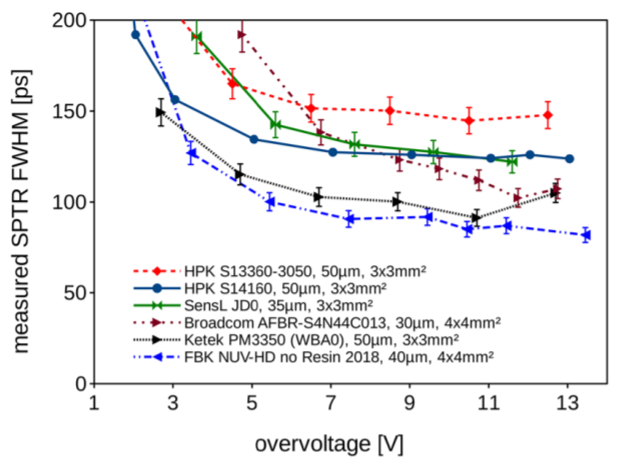 200
150
100
50
0
measured SPTR FWHM [ps]
HPK S13360-3050, 50µm, 3x3mm²
HPK S14160, 50µm, 3x3mm²
SensL JD0, 35µm, 3x3mm²
Broadcom AFBR-S4N44C013, 30µm, 4x4mm²
Ketek PM3350 (WBA0), 50µm, 3x3mm²
FBK NUV-HD no Resin 2018, 40µm, 4x4mm²
1 3 5 7 9 11 13
overvoltage [V]